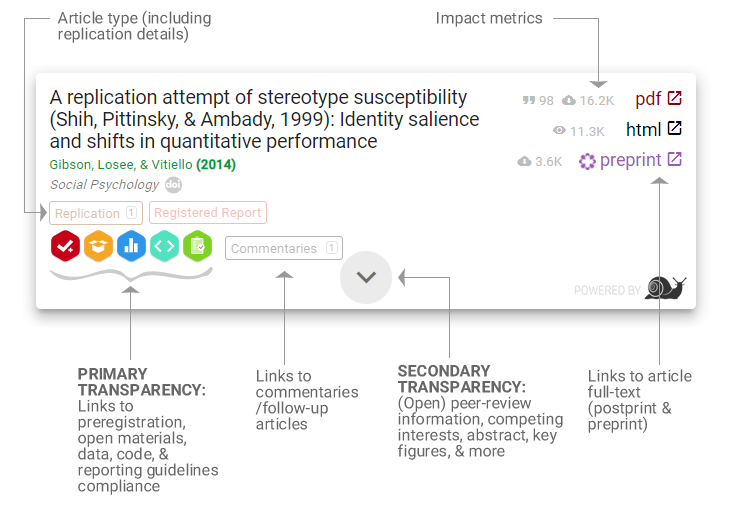 Article type (including
replication details)
Impact metrics
A replication attempt of stereotype susceptibility
(Shih, Pittinsky, & Ambady, 1999): Identity salience
and shifts in quantitative performance
Gibson, Losee, & Vitiello (2014)
Social Psychology doi
98 16.2K pdf
11.3K html
3.6K preprint
Replication 1 Registered Report
Commentaries 1
POWERED BY
PRIMARY
TRANSPARENCY:
Links to
preregistration,
open materials,
data, code, &
reporting guidelines
compliance
Links to
commentaries
/follow-up
articles
SECONDARY
TRANSPARENCY:
(Open) peer-review
information, competing
interests, abstract, key
figures, & more
Links to article
full-text
(postprint &
preprint)